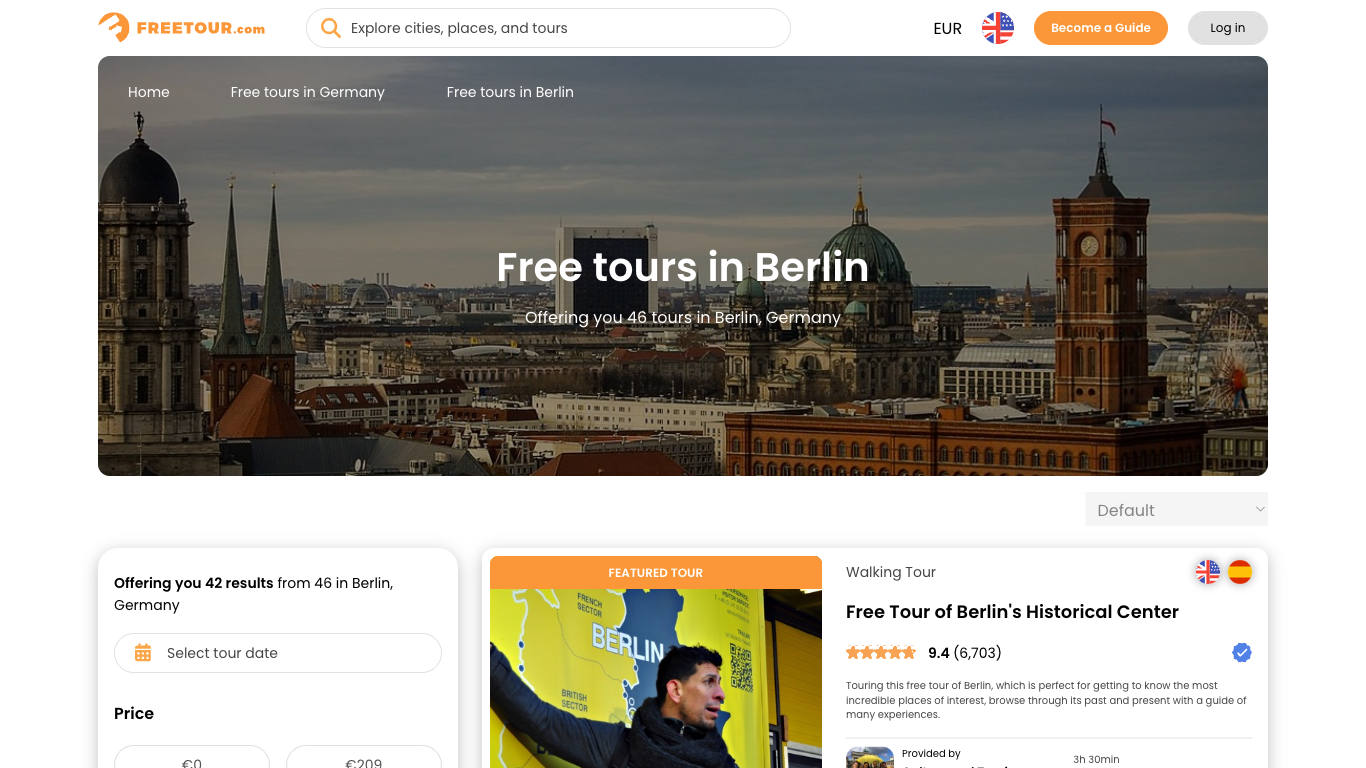 FREETOUR.com
Explore cities, places, and tours
EUR
Become a Guide
Log in
Home
Free tours in Germany
Free tours in Berlin
Free tours in Berlin
Offering you 46 tours in Berlin, Germany
Default
Offering you 42 results from 46 in Berlin,
Germany
Select tour date
Price
€0
€209
FEATURED TOUR
FRENCH
SECTOR
BERLIN
BRITISH
SECTOR
Walking Tour
Free Tour of Berlin's Historical Center
9.4 (6,703)
Touring this free tour of Berlin, which is perfect for getting to know the most
incredible places of interest, browse through its past and present with a guide of
many experiences.
Provided by
3h 30min